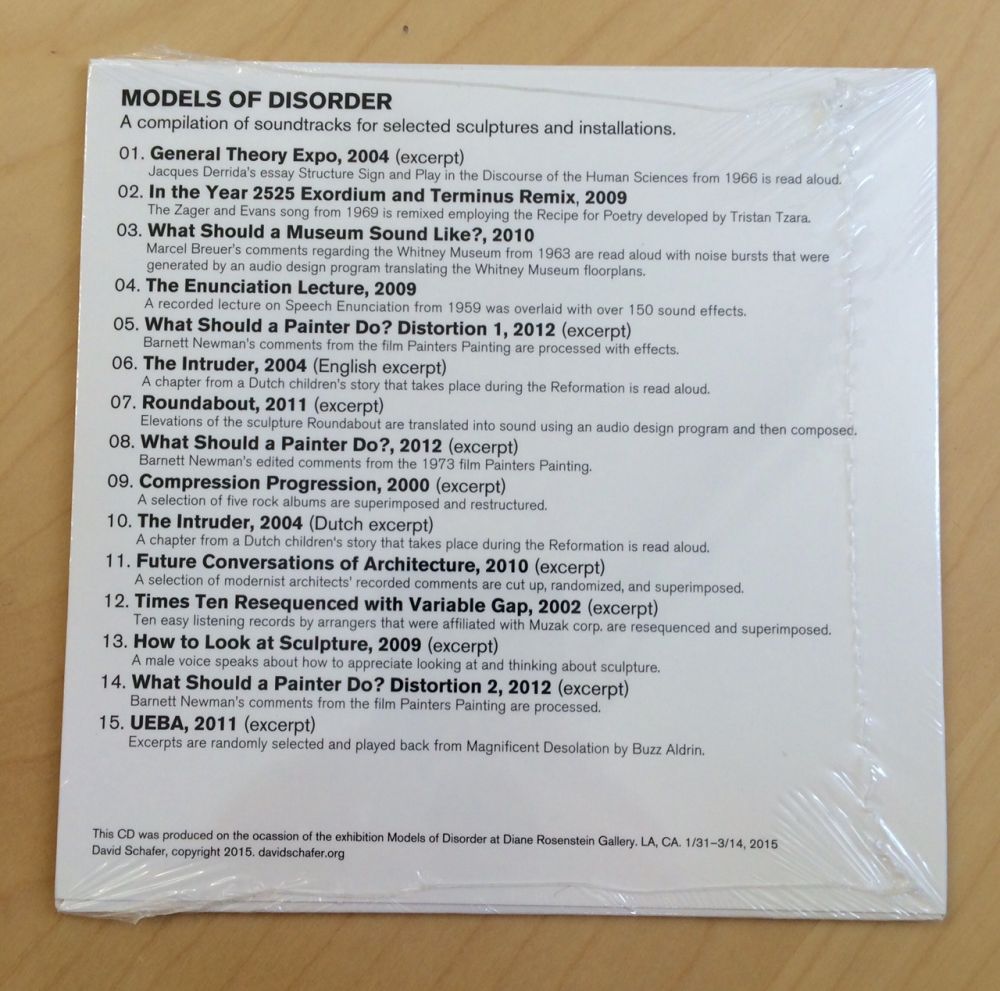 MODELS OF DISORDER
A compilation of soundtracks for selected sculptures and installations.
01. General Theory Expo, 2004 (excerpt)
Jacques Derrida's essay Structure Sign and Play in the Discourse of the Human Sciences from 1966 is read aloud.
02. In the Year 2525 Exordium and Terminus Remix, 2009
The Zager and Evans song from 1969 is remixed employing the Recipe for Poetry developed by Tristan Tzara.
03. What Should a Museum Sound Like?, 2010
Marcel Breuer's comments regarding the Whitney Museum from 1963 are read aloud with noise bursts that were
generated by an audio design program translating the Whitney Museum floorplans.
04. The Enunciation Lecture, 2009
A recorded lecture on Speech Enunciation from 1959 was overlaid with over 150 sound effects.
05. What Should a Painter Do? Distortion 1, 2012 (excerpt)
Barnett Newman's comments from the film Painters Painting are processed with effects.
06. The Intruder, 2004 (English excerpt)
A chapter from a Dutch children's story that takes place during the Reformation is read aloud.
07. Roundabout, 2011 (excerpt)
Elevations of the sculpture Roundabout are translated into sound using an audio design program and then composed.
08. What Should a Painter Do?, 2012 (excerpt)
Barnett Newman's edited comments from the 1973 film Painters Painting.
09. Compression Progression, 2000 (excerpt)
A selection of five rock albums are superimposed and restructured.
10. The Intruder, 2004 (Dutch excerpt)
A chapter from a Dutch children's story that takes place during the Reformation is read aloud.
11. Future Conversations of Architecture, 2010 (excerpt)
A selection of modernist architects' recorded comments are cut up, randomized, and superimposed.
12. Times Ten Resequenced with Variable Gap, 2002 (excerpt)
Ten easy listening records by arrangers that were affiliated with Muzak corp. are resequenced and superimposed.
13. How to Look at Sculpture, 2009 (excerpt)
A male voice speaks about how to appreciate looking at and thinking about sculpture.
14. What Should a Painter Do? Distortion 2, 2012 (excerpt)
Barnett Newman's comments from the film Painters Painting are processed.
15. UEBA, 2011 (excerpt)
Excerpts are randomly selected and played back from Magnificent Desolation by Buzz Aldrin.
This CD was produced on the ocassion of the exhibition Models of Disorder at Diane Rosenstein Gallery. LA, CA. 1/31–3/14, 2015
David Schafer, copyright 2015. davidschafer.org